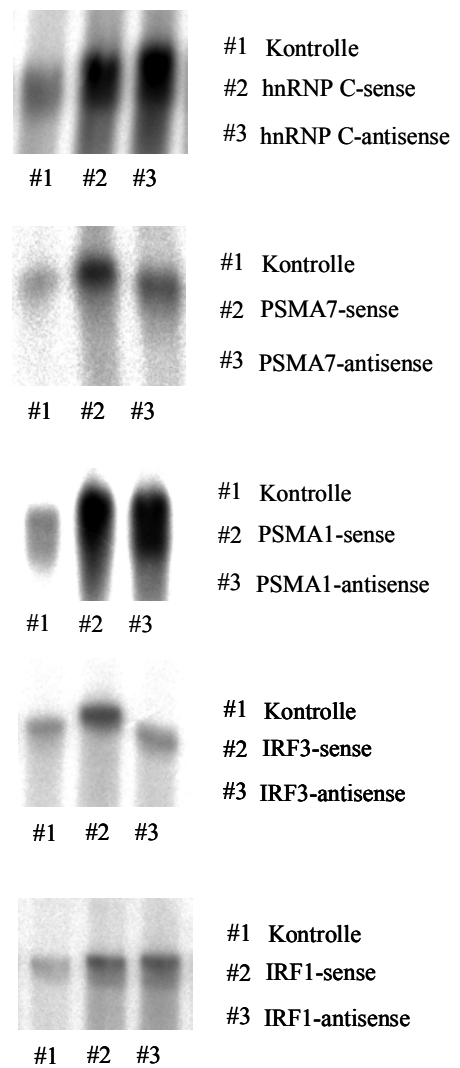 #1 Kontrolle
#2 hnRNP C-sense
#3 hnRNP C-antisense
#1 #2 #3
#1 Kontrolle
#2 PSMA7-sense
#3 PSMA7-antisense
#1 #2 #3
#1 Kontrolle
#2 PSMA1-sense
#3 PSMA1-antisense
#1 #2 #3
#1 Kontrolle
#2 IRF3-sense
#3 IRF3-antisense
#1 #2 #3
#1 Kontrolle
#2 IRF1-sense
#3 IRF1-antisense
#1 #2 #3